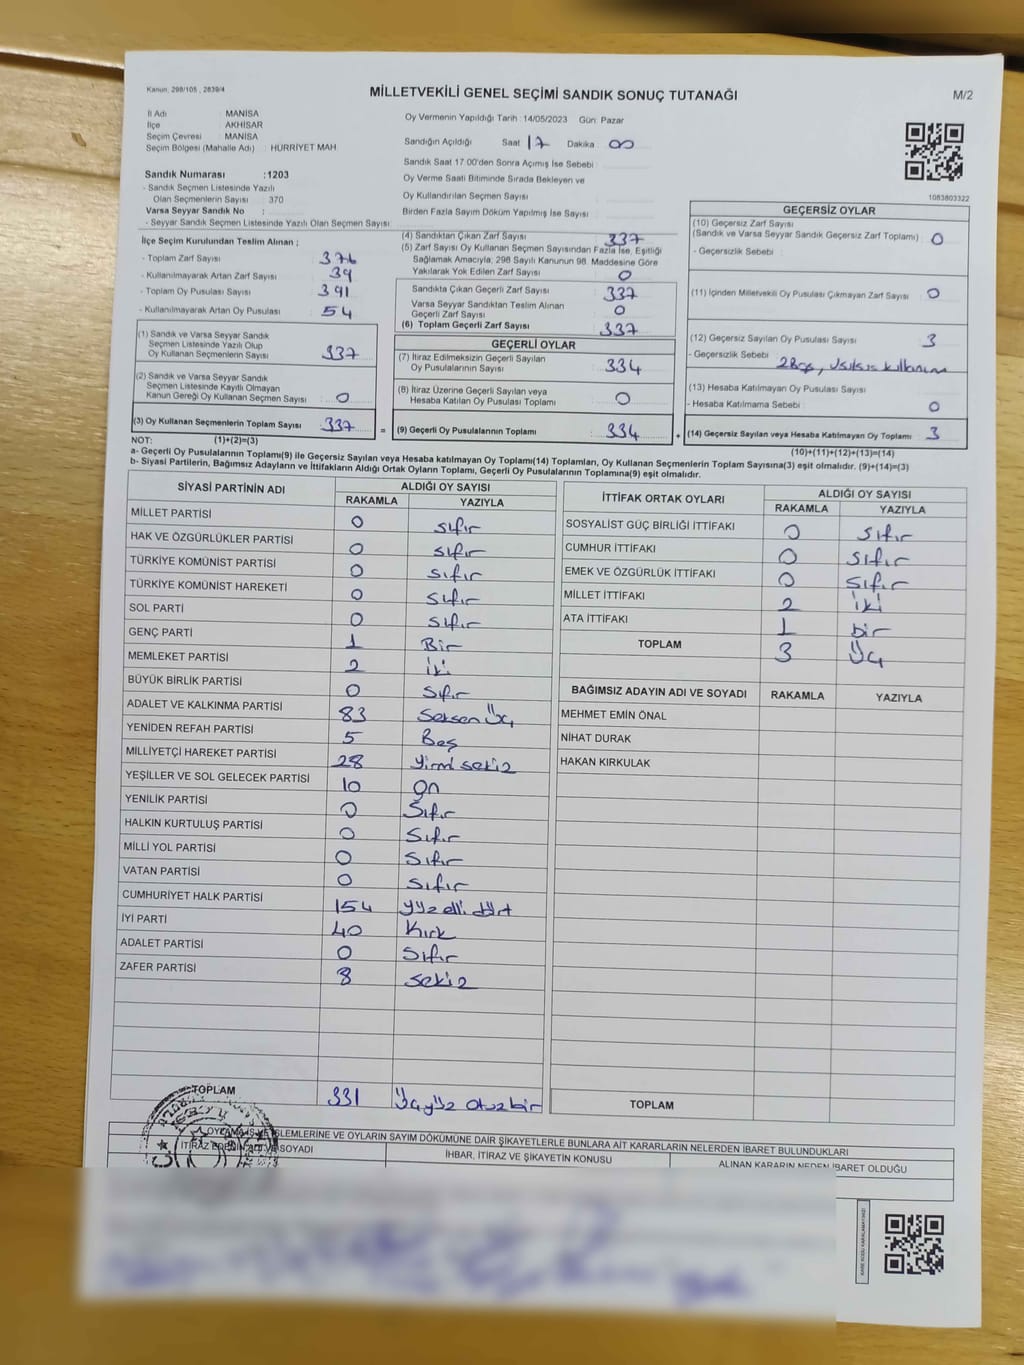 Kanun, 298/105 , 2839/4
MİLLETVEKİLİ GENEL SEÇİMİ SANDIK SONUÇ TUTANAĞI
M/2
İl Adı : MANİSA
İlçe : AKHİSAR
Seçim Çevresi : MANİSA
Seçim Bölgesi (Mahalle Adı) : HÜRRİYET MAH
Sandık Numarası :1203
- Sandık Seçmen Listesinde Yazılı
Olan Seçmenlerin Sayısı : 370
Varsa Seyyar Sandık No :
- Seyyar Sandık Seçmen Listesinde Yazılı Olan Seçmen Sayısı
İlçe Seçim Kurulundan Teslim Alınan ;
- Toplam Zarf Sayısı : 376
- Kullanılmayarak Artan Zarf Sayısı : 39
- Toplam Oy Pusulası Sayısı : 391
- Kullanılmayarak Artan Oy Pusulası : 54
(1) Sandık ve Varsa Seyyar Sandık
Seçmen Listesinde Yazılı Olup
Oy Kullanan Seçmenlerin Sayısı : 337
(2) Sandık ve Varsa Seyyar Sandık
Seçmen Listesinde Kayıtlı Olmayan
Kanun Gereği Oy Kullanan Seçmen Sayısı : 0
(3) Oy Kullanan Seçmenlerin Toplam Sayısı : 337
Oy Vermenin Yapıldığı Tarih : 14/05/2023 Gün: Pazar
Sandığın Açıldığı Saat 17 Dakika 00
Sandık Saat 17.00'den Sonra Açımış İse Sebebi :
Oy Verme Saati Bitiminde Sırada Bekleyen ve
Oy Kullandırılan Seçmen Sayısı :
Birden Fazla Sayım Döküm Yapılmış İse Sayısı :
(4) Sandıktan Çıkan Zarf Sayısı : 337
(5) Zarf Sayısı Oy Kullanan Seçmen Sayısından Fazla İse, Eşitliği
Sağlamak Amacıyla, 298 Sayılı Kanunun 98. Maddesine Göre
Yakılarak Yok Edilen Zarf Sayısı : 0
Sandıkta Çıkan Geçerli Zarf Sayısı : 337
Varsa Seyyar Sandıktan Teslim Alınan
Geçerli Zarf Sayısı : 0
(6) Toplam Geçerli Zarf Sayısı : 337
GEÇERLİ OYLAR
(7) İtiraz Edilmeksizin Geçerli Sayılan
Oy Pusulalarının Sayısı : 334
(8) İtiraz Üzerine Geçerli Sayılan veya
Hesaba Katılan Oy Pusulası Toplamı : 0
= (9) Geçerli Oy Pusulalarının Toplamı : 334
1083803322
GEÇERSİZ OYLAR
(10) Geçersiz Zarf Sayısı
(Sandık ve Varsa Seyyar Sandık Geçersiz Zarf Toplamı) : 0
- Geçersizlik Sebebi :
(11) İçinden Milletvekili Oy Pusulası Çıkmayan Zarf Sayısı : 0
(12) Geçersiz Sayılan Oy Pusulası Sayısı : 3
- Geçersizlik Sebebi
(13) Hesaba Katılmayan Oy Pusulası Sayısı
- Hesaba Katılmama Sebebi : 0
+ (14) Geçersiz Sayılan veya Hesaba Katılmayan Oy Toplamı : 3
NOT: (1)+(2)=(3) (10)+(11)+(12)+(13)=(14)
a- Geçerli Oy Pusulalarının Toplamı(9) ile Geçersiz Sayılan veya Hesaba katılmayan Oy Toplamı(14) Toplamları, Oy Kullanan Seçmenlerin Toplam Sayısına(3) eşit olmalıdır. (9)+(14)=(3)
b- Siyasi Partilerin, Bağımsız Adayların ve İttifakların Aldığı Ortak Oyların Toplamı, Geçerli Oy Pusulalarının Toplamına(9) eşit olmalıdır.
SİYASİ PARTİNİN ADI ALDIĞI OY SAYISI
RAKAMLA YAZIYLA
MİLLET PARTİSİ 0 sıfır
HAK VE ÖZGÜRLÜKLER PARTİSİ 0 sıfır
TÜRKİYE KOMÜNİST PARTİSİ 0 sıfır
TÜRKİYE KOMÜNİST HAREKETİ 0 sıfır
SOL PARTİ 0 sıfır
GENÇ PARTİ 1 Bir
MEMLEKET PARTİSİ 2 iki
BÜYÜK BİRLİK PARTİSİ 0 sıfır
ADALET VE KALKINMA PARTİSİ 83 Seksen Üç
YENİDEN REFAH PARTİSİ 5 Beş
MİLLİYETÇİ HAREKET PARTİSİ 28 yirmi sekiz
YEŞİLLER VE SOL GELECEK PARTİSİ 10 on
YENİLİK PARTİSİ 0 Sıfır
HALKIN KURTULUŞ PARTİSİ 0 Sıfır
MİLLİ YOL PARTİSİ 0 Sıfır
VATAN PARTİSİ 0 sıfır
CUMHURİYET HALK PARTİSİ 154 yüz elli dört
İYİ PARTİ 40 Kırk
ADALET PARTİSİ 0 Sıfır
ZAFER PARTİSİ 8 sekiz
TOPLAM 331 Üçyüz otuzbir
İTTİFAK ORTAK OYLARI ALDIĞI OY SAYISI
RAKAMLA YAZIYLA
SOSYALİST GÜÇ BİRLİĞİ İTTİFAKI 0 sıfır
CUMHUR İTTİFAKI 0 sıfır
EMEK VE ÖZGÜRLÜK İTTİFAKI 0 sıfır
MİLLET İTTİFAKI 2 iki
ATA İTTİFAKI 1 bir
TOPLAM 3 Üç
BAĞIMSIZ ADAYIN ADI VE SOYADI RAKAMLA YAZIYLA
MEHMET EMİN ÖNAL
NİHAT DURAK
HAKAN KIRKULAK
TOPLAM
İŞLEMLERİNE VE OYLARIN SAYIM DÖKÜMÜNE DAİR ŞİKAYETLERLE BUNLARA AİT KARARLARIN NELERDEN İBARET BULUNDUKLARI
İTİRAZ EDENİN ADI VE SOYADI İHBAR, İTİRAZ VE ŞİKAYETİN KONUSU ALINAN KARARIN NEDEN İBARET OLDUĞU